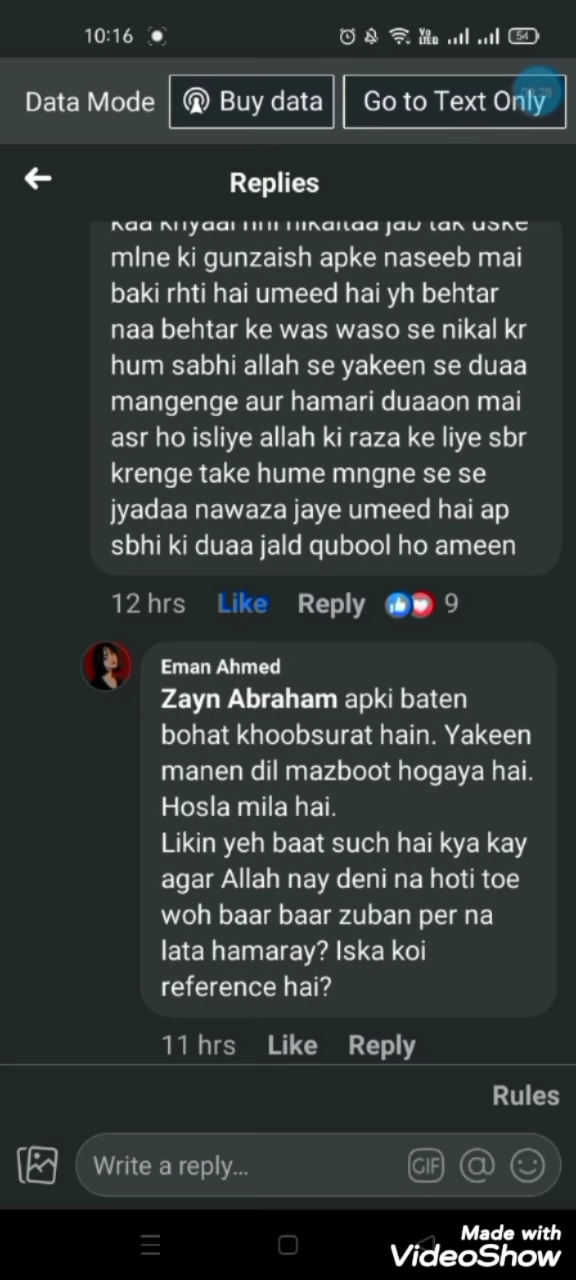 10:16
Vo LTED
54
Data Mode
Buy data
Go to Text Only
Replies
mlne ki gunzaish apke naseeb mai
baki rhti hai umeed hai yh behtar
naa behtar ke was waso se nikal kr
hum sabhi allah se yakeen se duaa
mangenge aur hamari duaaon mai
asr ho isliye allah ki raza ke liye sbr
krenge take hume mngne se se
jyadaa nawaza jaye umeed hai ap
sbhi ki duaa jald qubool ho ameen
12 hrs Like Reply 9
Eman Ahmed
Zayn Abraham apki baten
bohat khoobsurat hain. Yakeen
manen dil mazboot hogaya hai.
Hosla mila hai.
Likin yeh baat such hai kya kay
agar Allah nay deni na hoti toe
woh baar baar zuban per na
lata hamaray? Iska koi
reference hai?
11 hrs Like Reply
Rules
Write a reply...
GIF
Made with
VideoShow